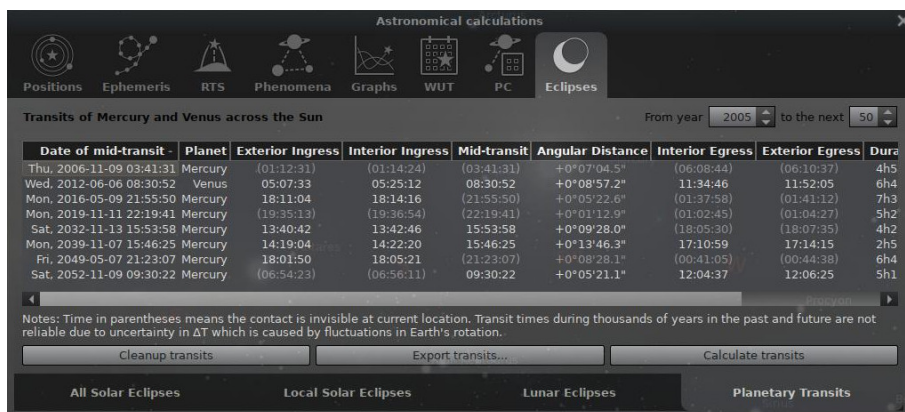 Astronomical calculations
Positions Ephemeris RTS Phenomena Graphs WUT PC Eclipses
Transits of Mercury and Venus across the Sun From year 2005 to the next 50
Date of mid-transit Planet Exterior Ingress Interior Ingress Mid-transit Angular Distance Interior Egress Exterior Egress Dura
Thu, 2006-11-09 03:41:31 Mercury (01:12:31) (01:14:24) (03:41:31) +0°07'04.5" (06:08:44) (06:10:37) 4h5
Wed, 2012-06-06 08:30:52 Venus 05:07:33 05:25:12 08:30:52 +0°08'57.2" 11:34:46 11:52:05 6h4
Mon, 2016-05-09 21:55:50 Mercury 18:11:04 18:14:16 (21:55:50) +0°05'22.6" (01:37:58) (01:41:12) 7h3
Mon, 2019-11-11 22:19:41 Mercury (19:35:13) (19:36:54) (22:19:41) +0°01'12.9" (01:02:45) (01:04:27) 5h2
Sat, 2032-11-13 15:53:58 Mercury 13:40:42 13:42:46 15:53:58 +0°09'28.0" (18:05:30) (18:07:35) 4h2
Mon, 2039-11-07 15:46:25 Mercury 14:19:04 14:22:20 15:46:25 +0°13'46.3" 17:10:59 17:14:15 2h5
Fri, 2049-05-07 21:23:07 Mercury 18:01:50 18:05:21 (21:23:07) +0°08'28.1" (00:41:05) (00:44:38) 6h4
Sat, 2052-11-09 09:30:22 Mercury (06:54:23) (06:56:11) 09:30:22 +0°05'21.1" 12:04:37 12:06:25 5h1
Procyon
Notes: Time in parentheses means the contact is invisible at current location. Transit times during thousands of years in the past and future are not
reliable due to uncertainty in ΔT which is caused by fluctuations in Earth's rotation.
Cleanup transits Export transits... Calculate transits
All Solar Eclipses Local Solar Eclipses Lunar Eclipses Planetary Transits